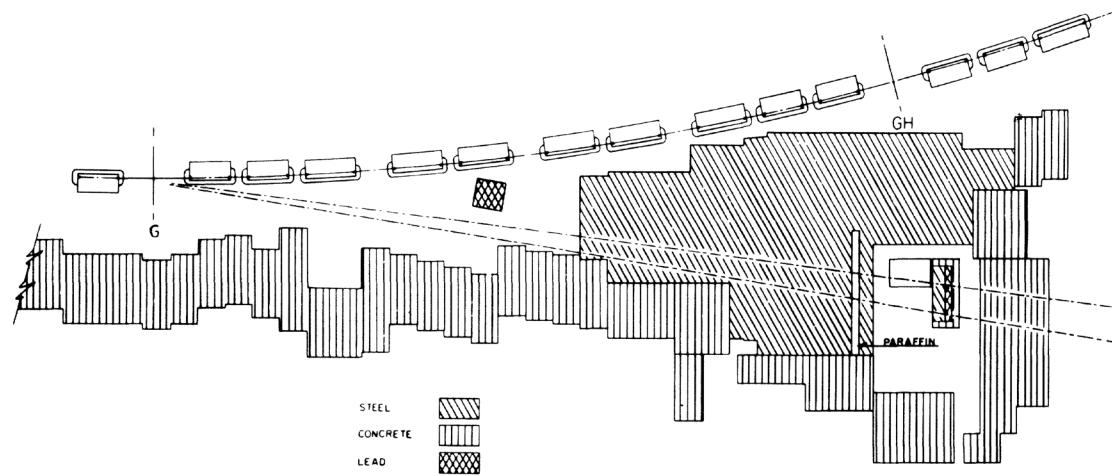 GH
G
PARAFFIN
STEEL
CONCRETE
LEAD